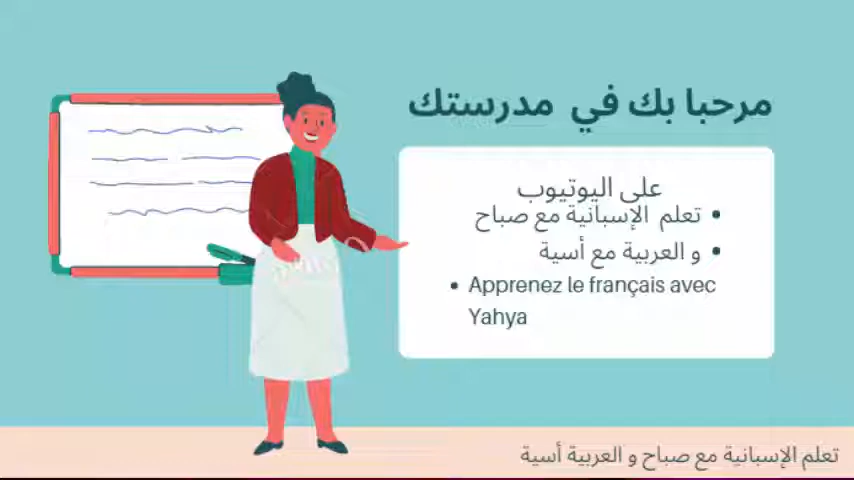 مرحبا بك في مدرستك
على اليوتيوب
تعلم الإسبانية مع صباح
و العربية مع أسية
Apprenez le français avec
Yahya
تعلم الإسبانية مع صباح و العربية أسية